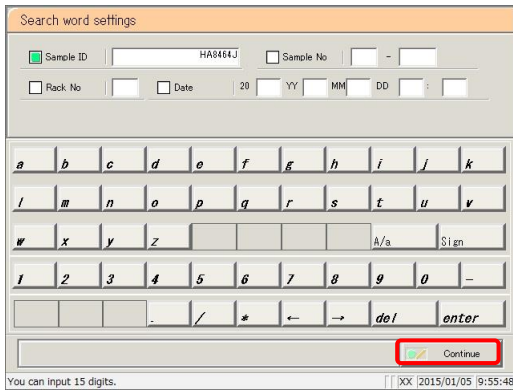 Search word settings
Sample ID HA8464J Sample No -
Rack No Date 20 YY MM DD :
a b c d e f g h i j k
l m n o p q r s t u v
w x y z A/a Sign
1 2 3 4 5 6 7 8 9 0 -
. / * ← → del enter
Continue
You can input 15 digits. XX 2015/01/05 9:55:48